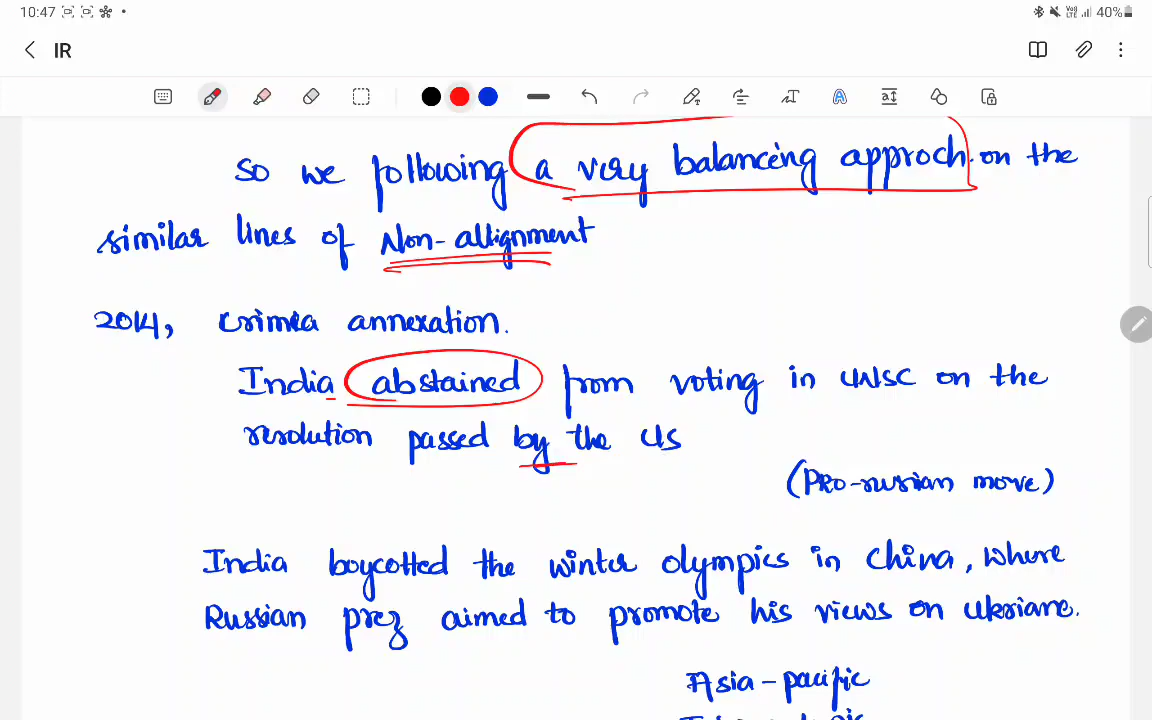 10:47
40%
IR
So we following a very balancing approch on the
similar lines of Non-allignment
2014, Crimea annexation.
India abstained from voting in UNSC on the
resolution passed by the US
(Pro-russian move)
India boycotted the winter olympics in China, where
Russian prez aimed to promote his views on Ukriane.
Asia-pacific